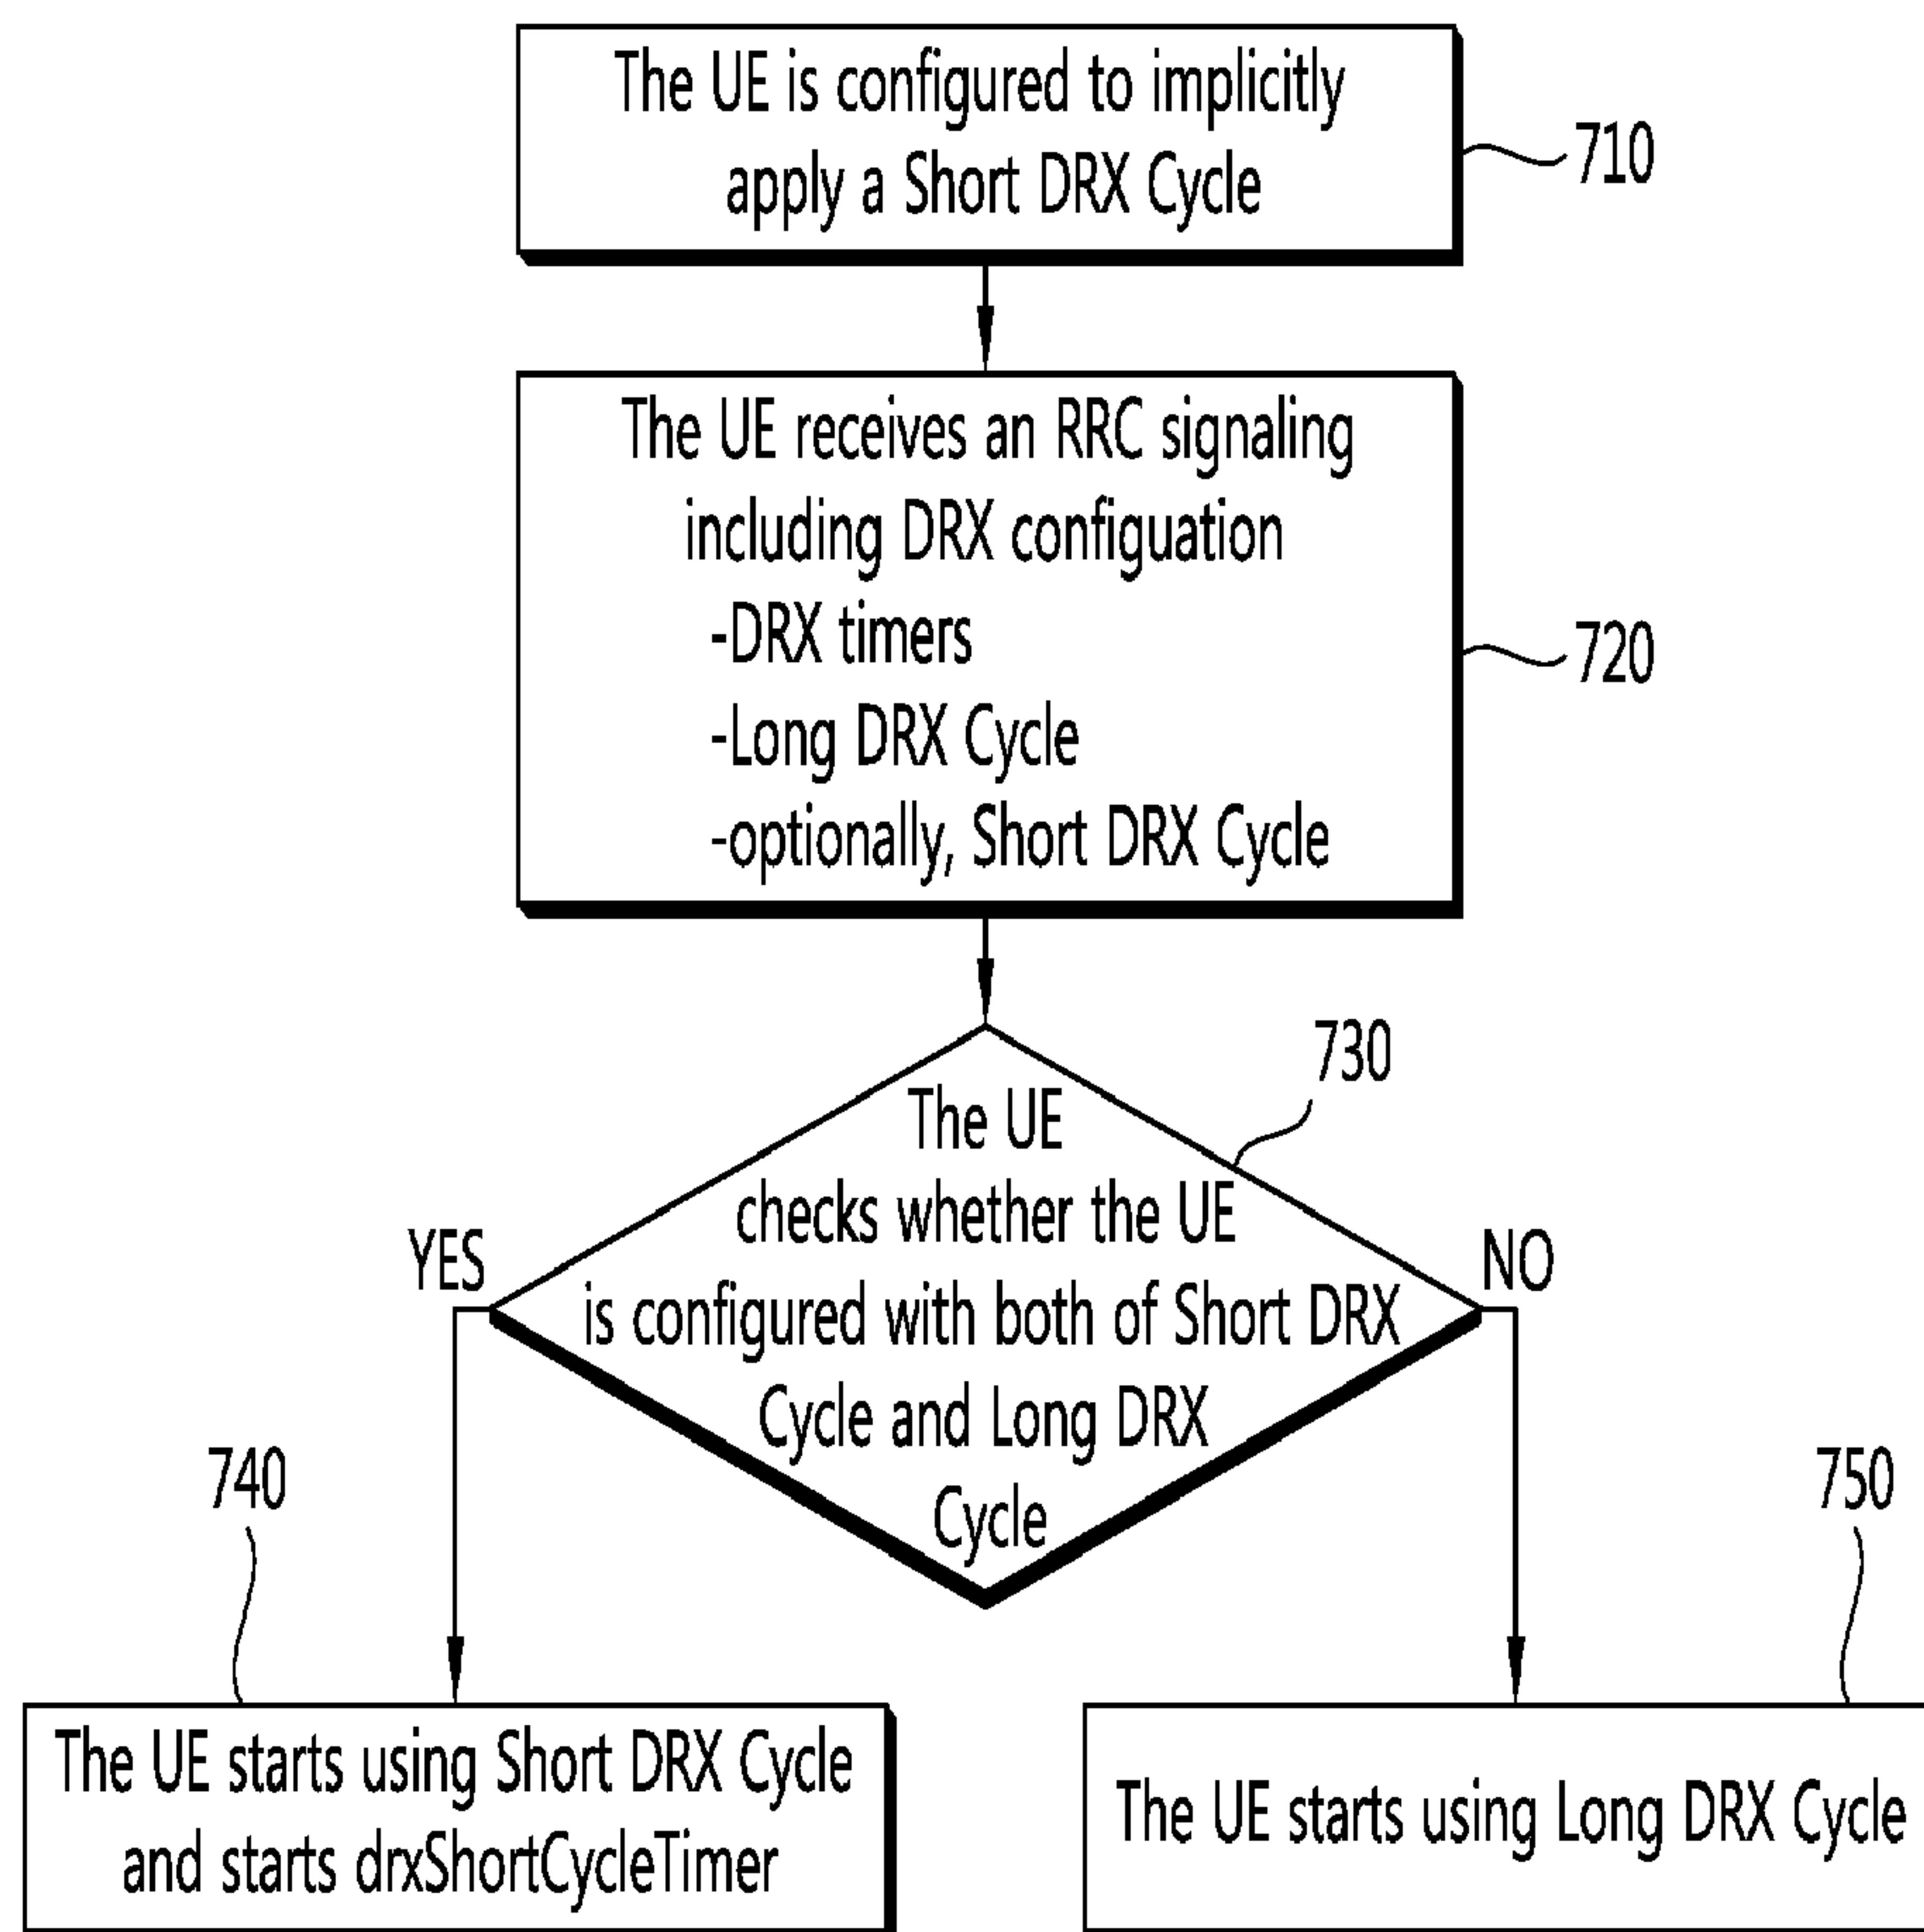 The UE is configured to implicitly
apply a Short DRX Cycle
710
The UE receives an RRC signaling
including DRX configuation
-DRX timers
-Long DRX Cycle
-optionally, Short DRX Cycle
720
730
The UE
checks whether the UE
is configured with both of Short DRX
Cycle and Long DRX
Cycle
YES
NO
740
750
The UE starts using Short DRX Cycle
and starts drxShortCycleTimer
The UE starts using Long DRX Cycle